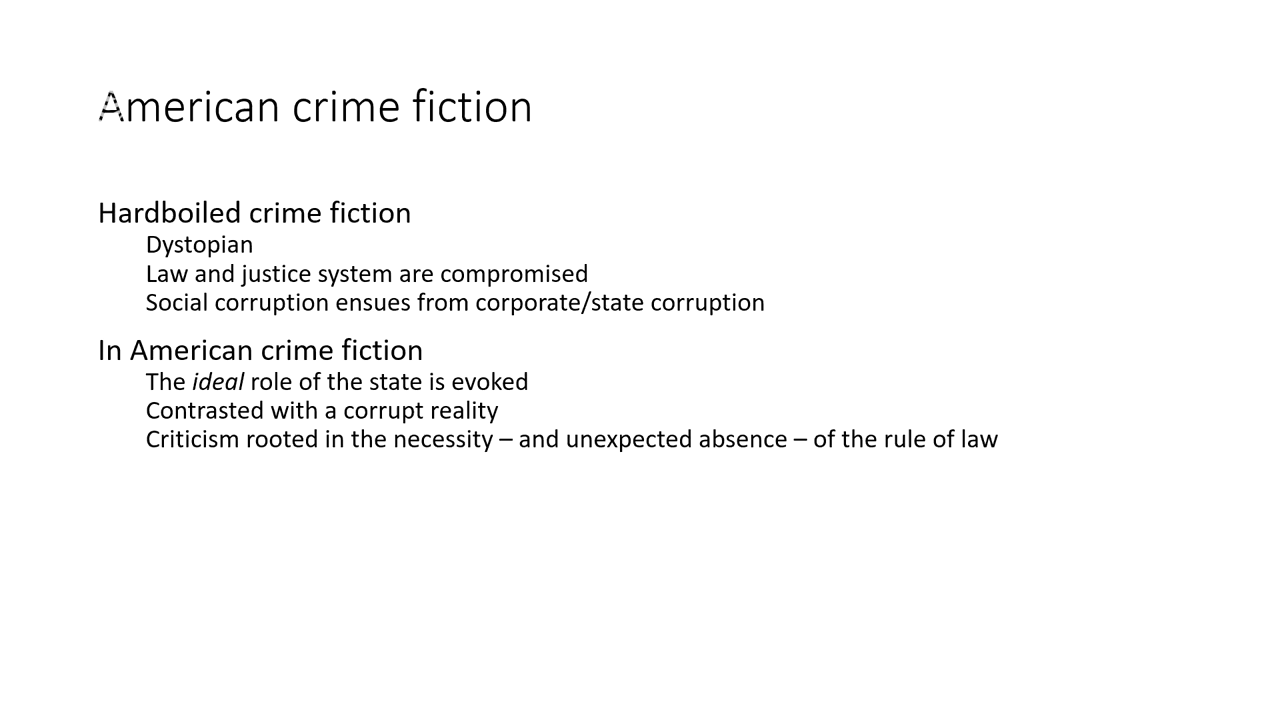 American crime fiction
Hardboiled crime fiction
Dystopian
Law and justice system are compromised
Social corruption ensues from corporate/state corruption
In American crime fiction
The ideal role of the state is evoked
Contrasted with a corrupt reality
Criticism rooted in the necessity – and unexpected absence – of the rule of law